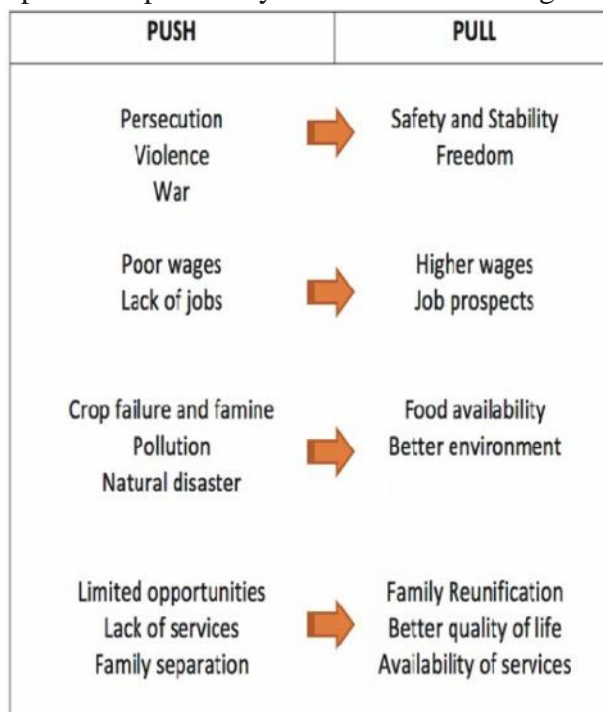 PUSH PULL
Persecution Safety and Stability
Violence Freedom
War
Poor wages Higher wages
Lack of jobs Job prospects
Crop failure and famine Food availability
Pollution Better environment
Natural disaster
Limited opportunities Family Reunification
Lack of services Better quality of life
Family separation Availability of services